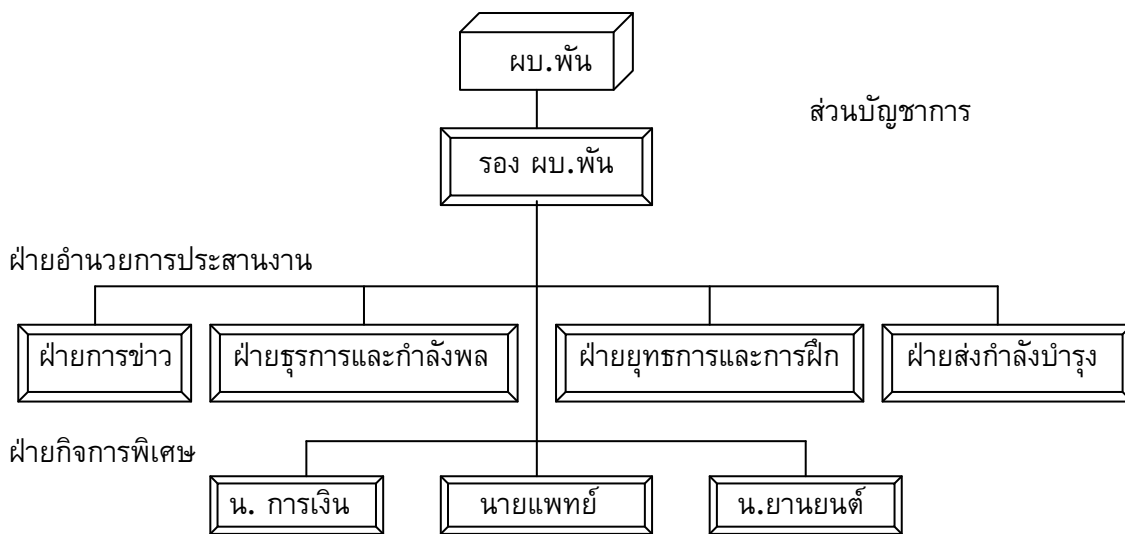 ผบ.พัน
ส่วนบัญชาการ
รอง ผบ.พัน
ฝ่ายอำนวยการประสานงาน
ฝ่ายการข่าว ฝ่ายธุรการและกำลังพล ฝ่ายยุทธการและการฝึก ฝ่ายส่งกำลังบำรุง
ฝ่ายกิจการพิเศษ
น. การเงิน นายแพทย์ น.ยานยนต์